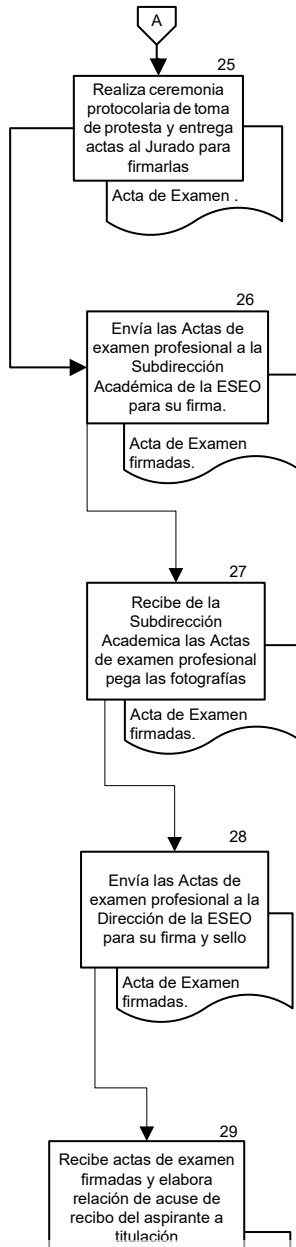 A
25
Realiza ceremonia
protocolaria de toma
de protesta y entrega
actas al Jurado para
firmarlas
Acta de Examen .
26
Envía las Actas de
examen profesional a la
Subdirección
Académica de la ESEO
para su firma.
Acta de Examen
firmadas.
27
Recibe de la
Subdirección
Academica las Actas
de examen profesional
pega las fotografías
Acta de Examen
firmadas.
28
Envía las Actas de
examen profesional a la
Dirección de la ESEO
para su firma y sello
Acta de Examen
firmadas.
29
Recibe actas de examen
firmadas y elabora
relación de acuse de
recibo del aspirante a
titulación